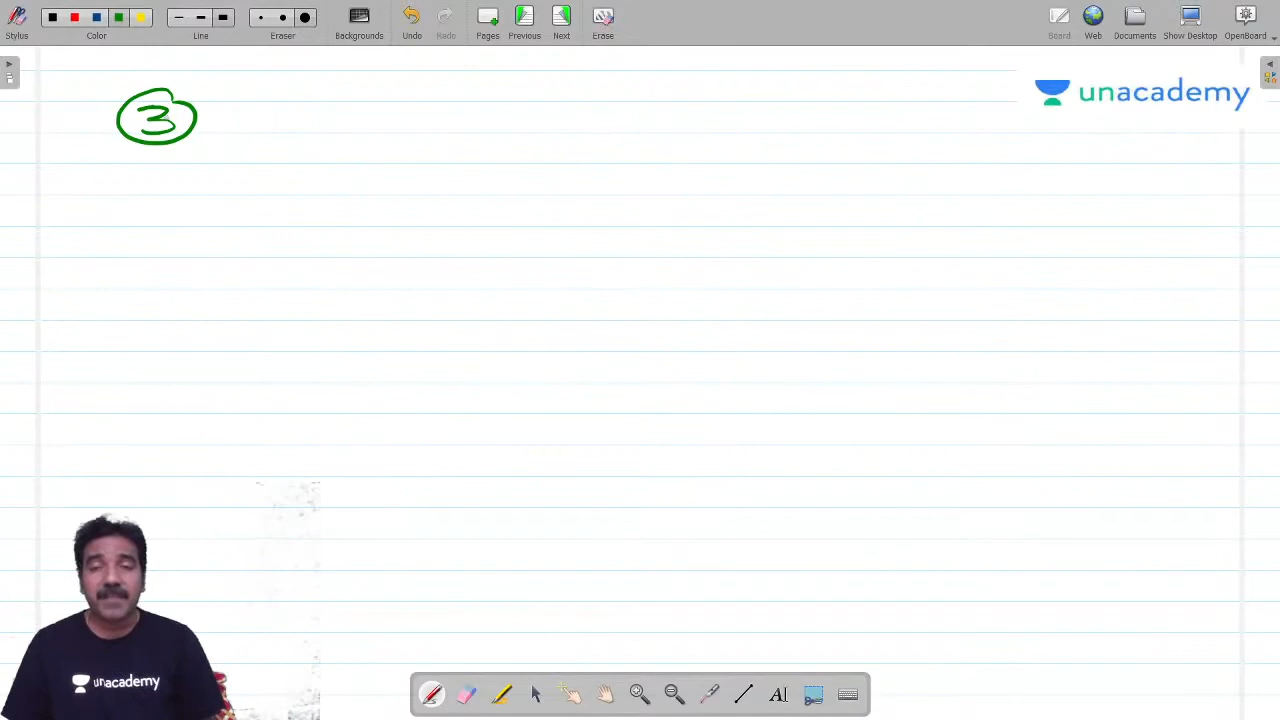 Stylus Color Line Eraser Backgrounds Undo Redo Pages Previous Next Erase Board Web Documents Show Desktop OpenBoard
3
unacademy
unacademy
AI